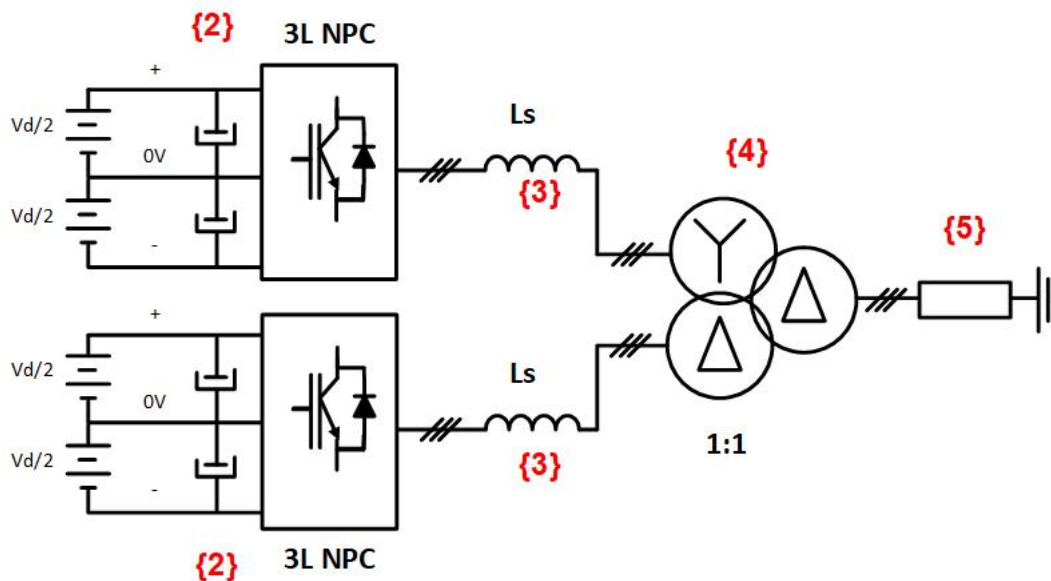 {2}
3L NPC
+
Vd/2
0V
Vd/2
-
Ls
{3}
{4}
{5}
+
Vd/2
0V
Vd/2
-
Ls
{3}
1:1
{2}
3L NPC